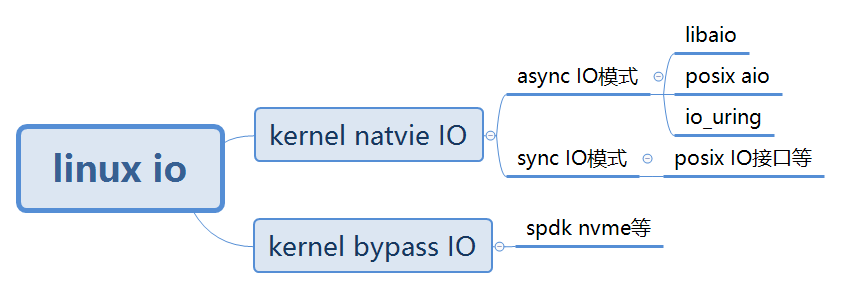 linux io
kernel natvie IO
async IO模式
libaio
posix aio
io_uring
sync IO模式
posix IO接口等
kernel bypass IO
spdk nvme等